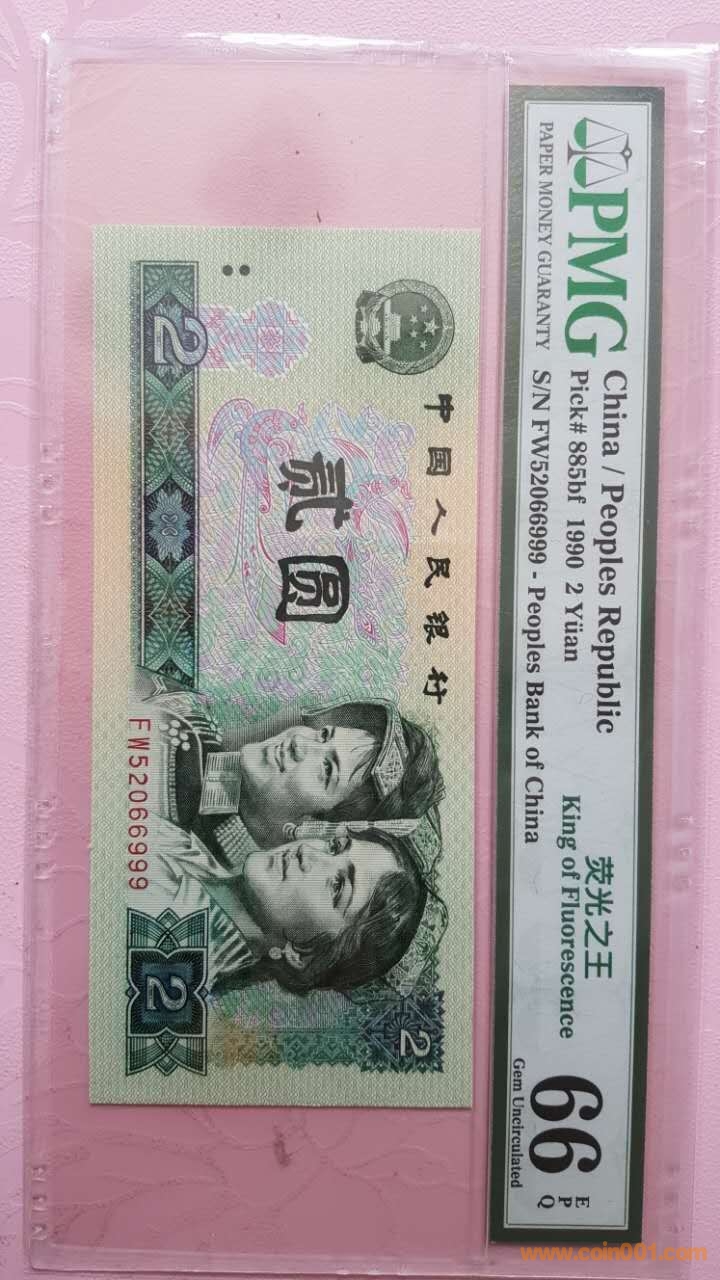 PMG
PAPER MONEY GUARANTY
China / Peoples Republic
Pick# 885bf 1990 2 Yüan
S/N FW52066999 - Peoples Bank of China
荧光之王
King of Fluorescence
66 EPQ
Gem Uncirculated
中国人民银行
贰圆
2
FW52066999
2
2
www.coin001.com